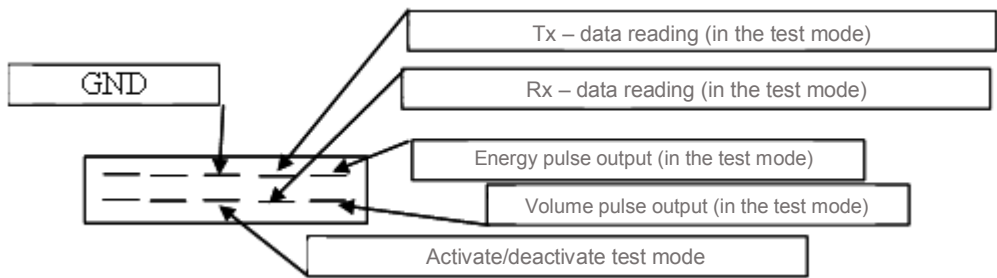 Tx – data reading (in the test mode)
GND
Rx – data reading (in the test mode)
Energy pulse output (in the test mode)
Volume pulse output (in the test mode)
Activate/deactivate test mode